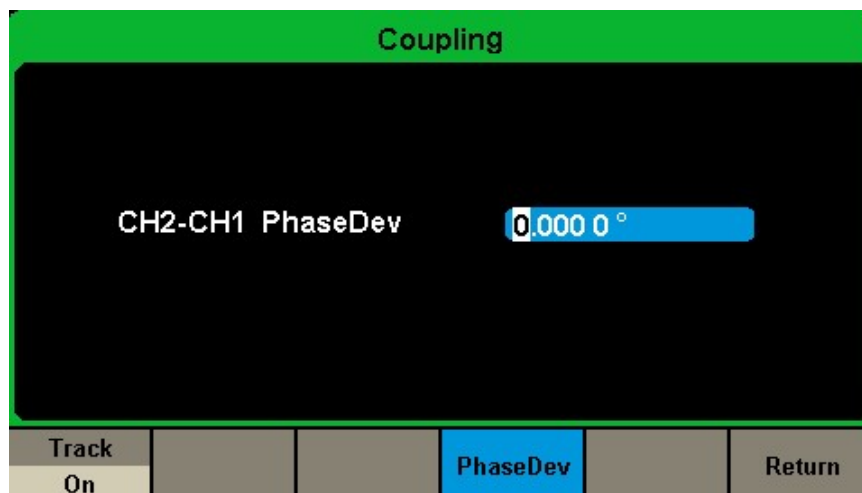 Coupling
CH2-CH1 PhaseDev 0.000 0 °
Track
On
PhaseDev
Return